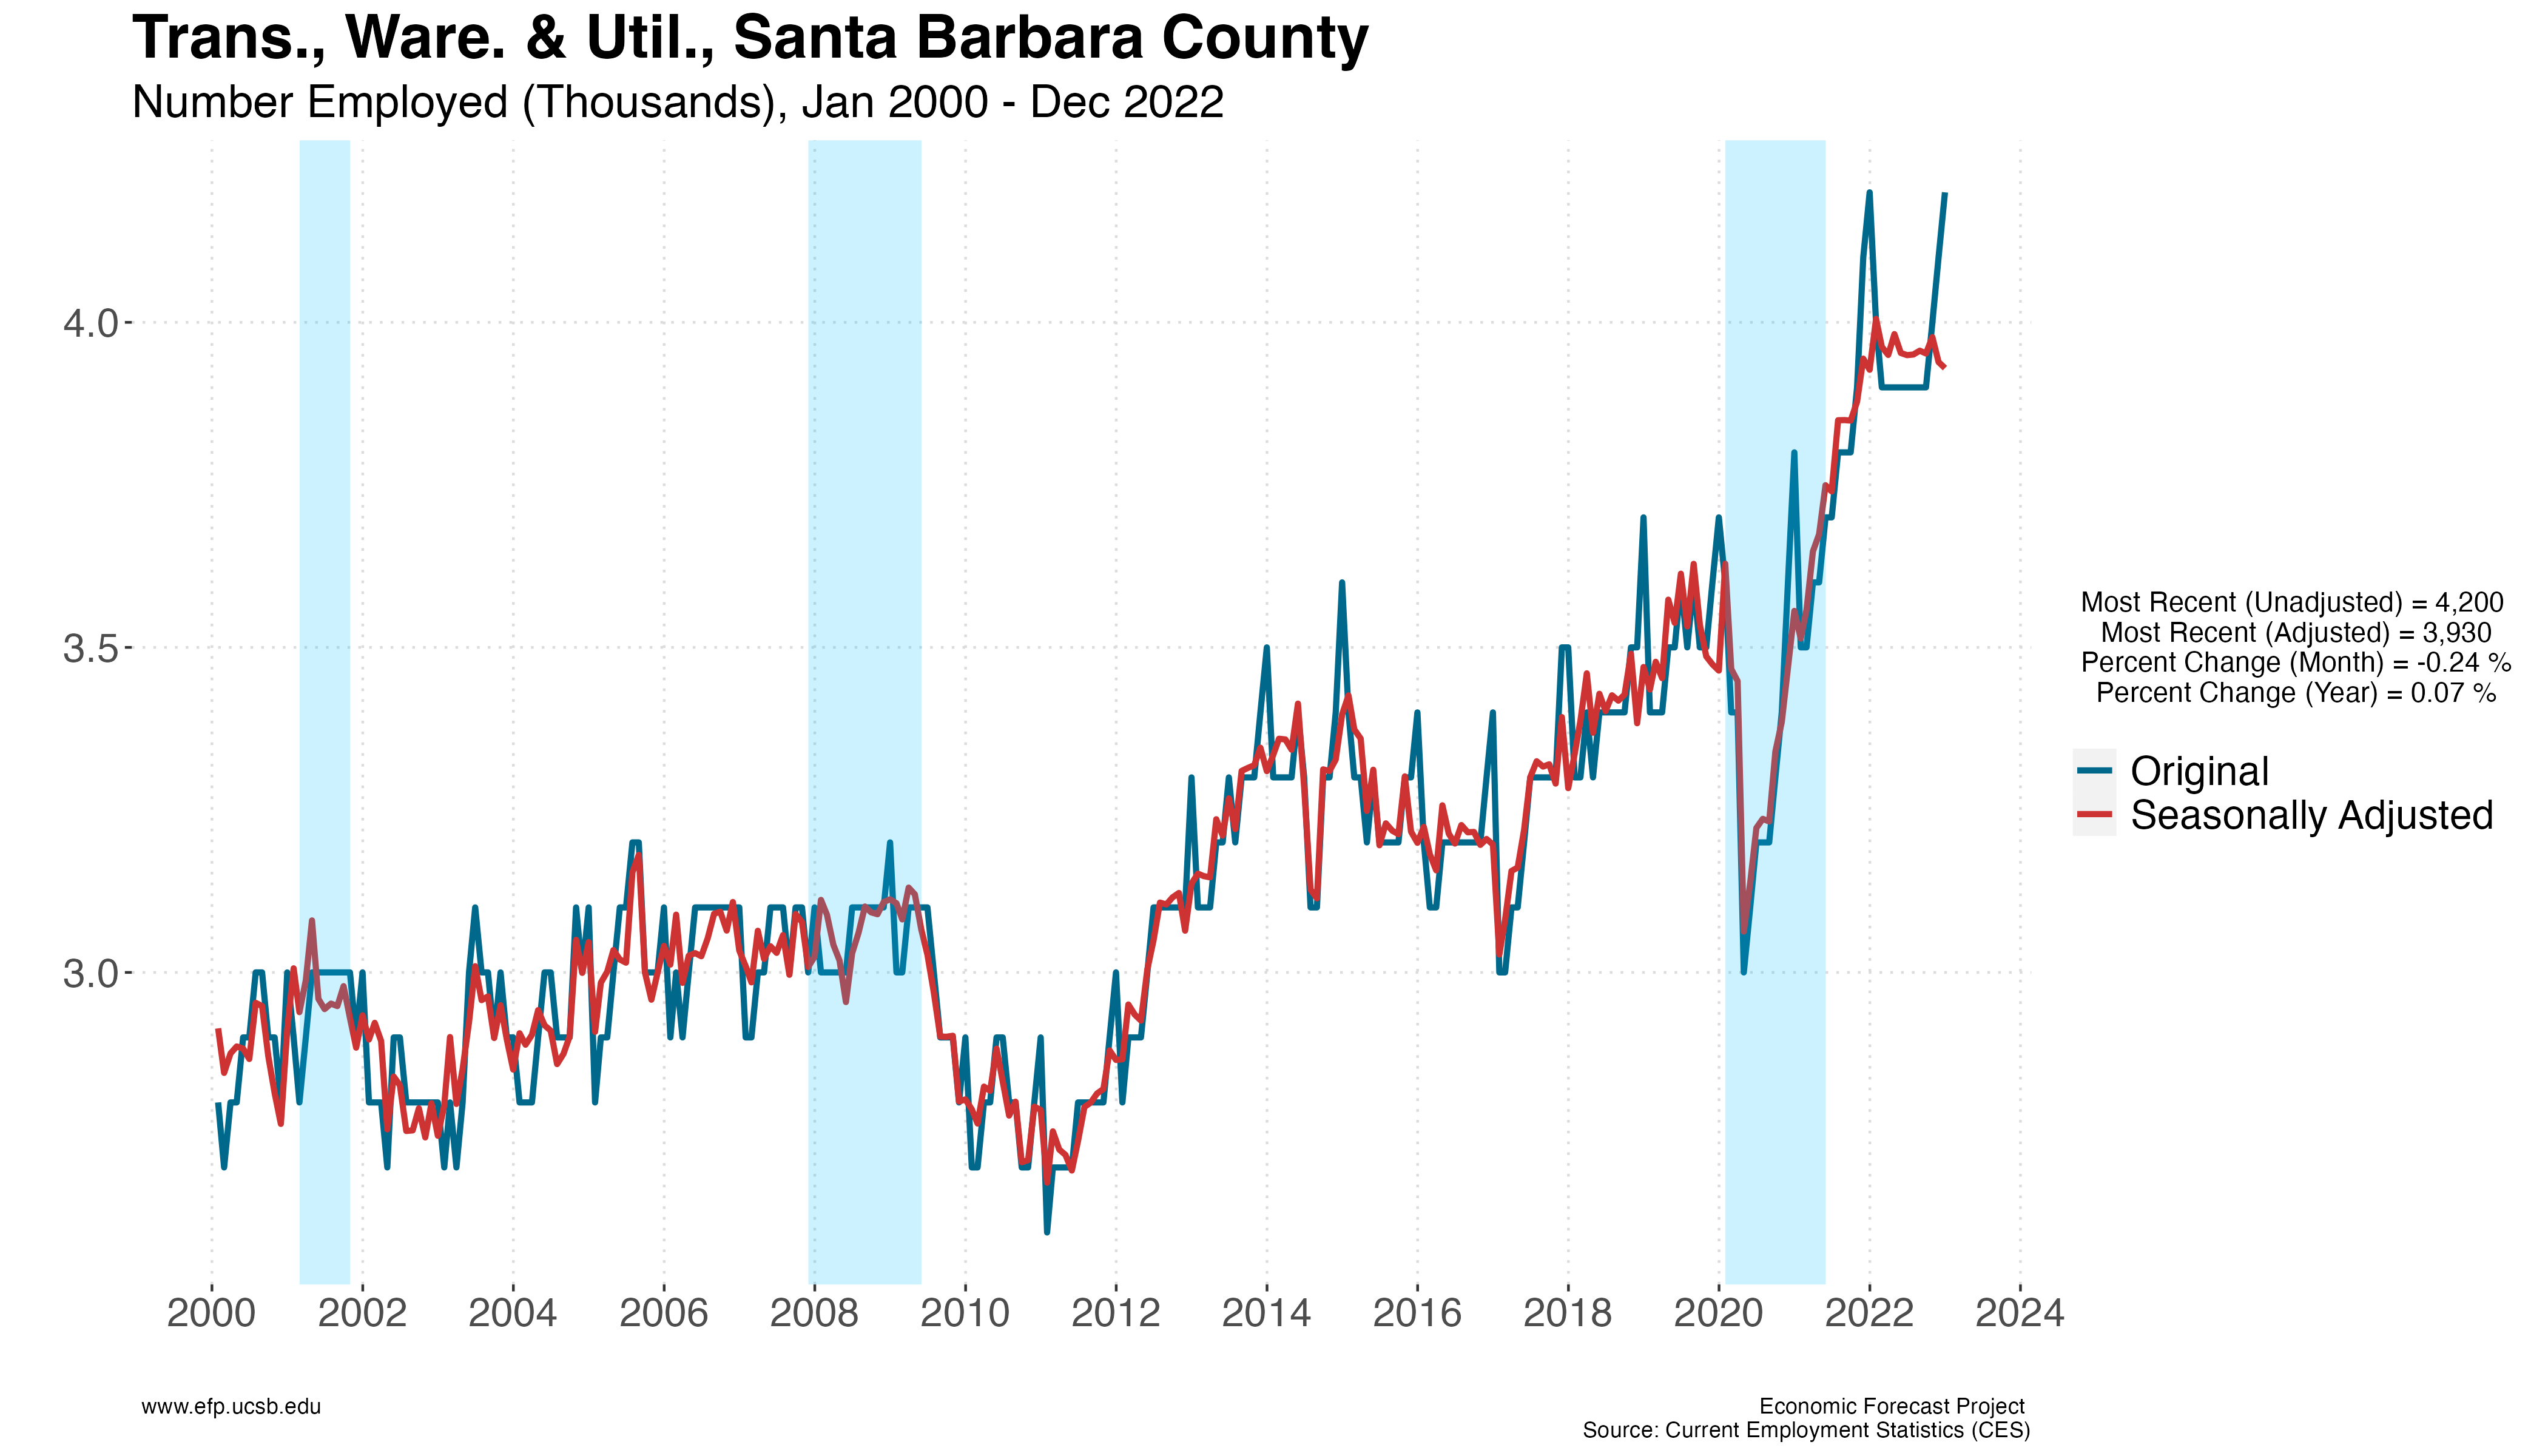 Trans., Ware. & Util., Santa Barbara County
Number Employed (Thousands), Jan 2000 - Dec 2022
4.0
3.5
3.0
Most Recent (Unadjusted) = 4,200
Most Recent (Adjusted) = 3,930
Percent Change (Month) = -0.24 %
Percent Change (Year) = 0.07 %
Original
Seasonally Adjusted
2000 2002 2004 2006 2008 2010 2012 2014 2016 2018 2020 2022 2024
www.efp.ucsb.edu
Economic Forecast Project
Source: Current Employment Statistics (CES)